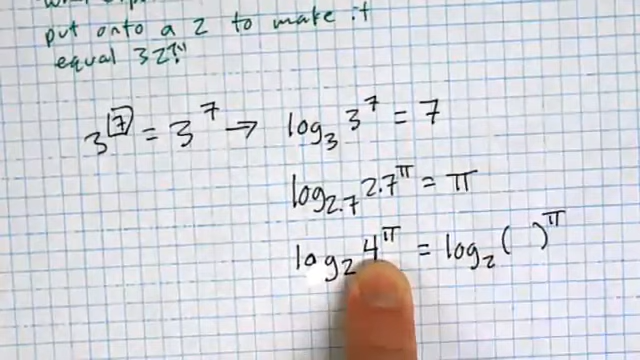 put onto a 2 to make it
equal 32?"
3^[7] = 3^7 → log_3 3^7 = 7
log_2.7 2.7^π = π
log_2 4^π = log_2 ( )^π